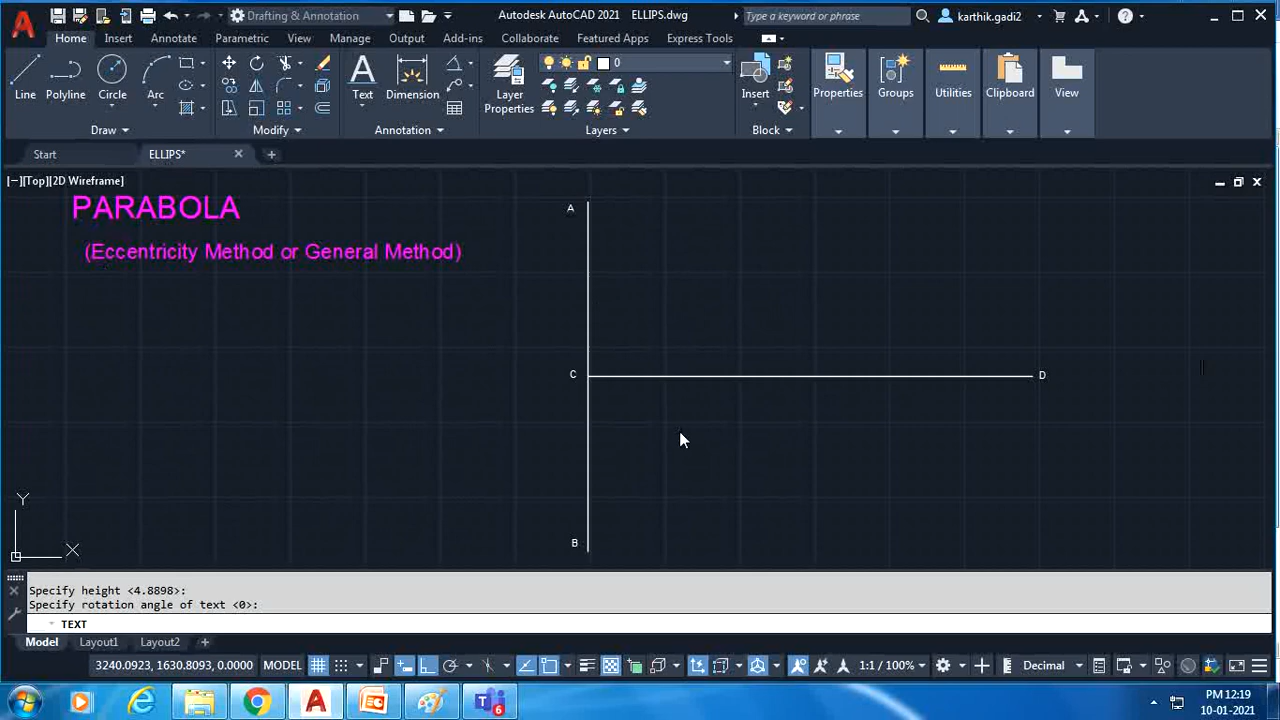 Drafting & Annotation
Autodesk AutoCAD 2021 ELLIPS.dwg
Type a keyword or phrase
karthik.gadi2
Home Insert Annotate Parametric View Manage Output Add-ins Collaborate Featured Apps Express Tools
0
Line Polyline Circle Arc Text Dimension Layer Properties Insert Properties Groups Utilities Clipboard View
Draw Modify Annotation Layers Block
Start ELLIPS*
[−][Top][2D Wireframe]
PARABOLA
(Eccentricity Method or General Method)
A
C
D
B
Y
X
Specify height <4.8898>:
Specify rotation angle of text <0>:
TEXT
Model Layout1 Layout2 +
3240.0923, 1630.8093, 0.0000 MODEL 1:1 / 100% Decimal
6
PM 12:19
10-01-2021